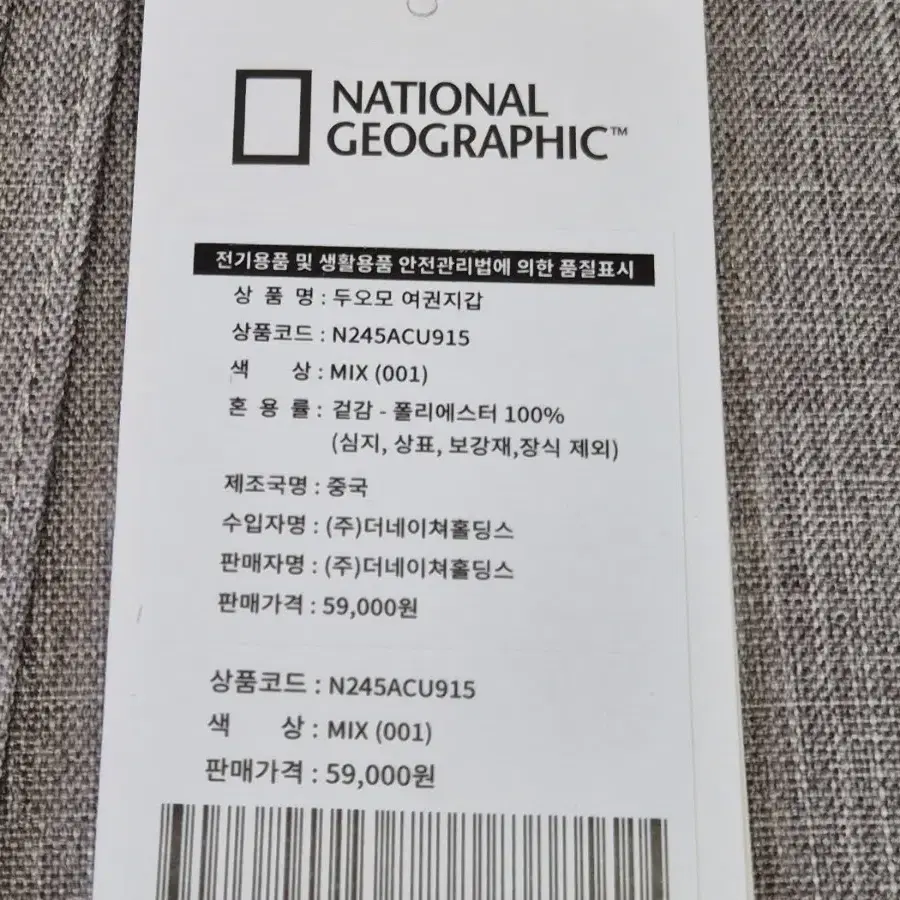 NATIONAL
GEOGRAPHIC™
전기용품 및 생활용품 안전관리법에 의한 품질표시
상 품 명 : 두오모 여권지갑
상품코드 : N245ACU915
색 상 : MIX (001)
혼 용 률 : 겉감 - 폴리에스터 100%
(심지, 상표, 보강재,장식 제외)
제조국명 : 중국
수입자명 : (주)더네이쳐홀딩스
판매자명 : (주)더네이쳐홀딩스
판매가격 : 59,000원
상품코드 : N245ACU915
색 상 : MIX (001)
판매가격 : 59,000원